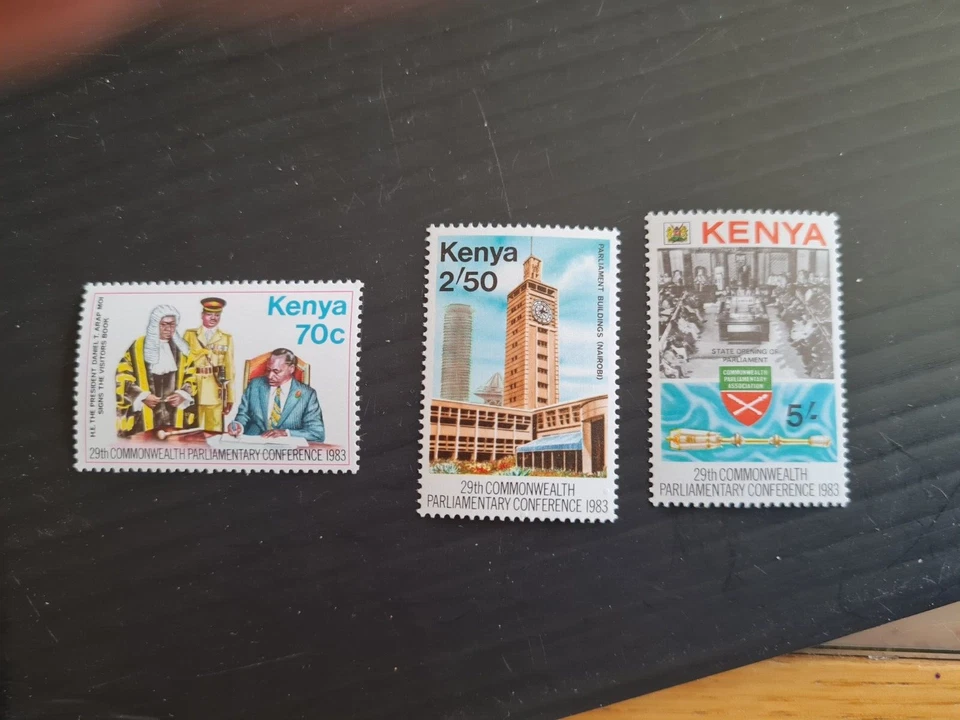 H.E. THE PRESIDENT DANIEL T. ARAP MOI
SIGNS THE VISITORS BOOK
Kenya
70c
29th COMMONWEALTH PARLIAMENTARY CONFERENCE 1983
Kenya
2/50
PARLIAMENT BUILDINGS (NAIROBI)
29th COMMONWEALTH
PARLIAMENTARY CONFERENCE 1983
KENYA
STATE OPENING OF
PARLIAMENT
COMMONWEALTH
PARLIAMENTARY
ASSOCIATION
5/-
29th COMMONWEALTH
PARLIAMENTARY CONFERENCE 1983